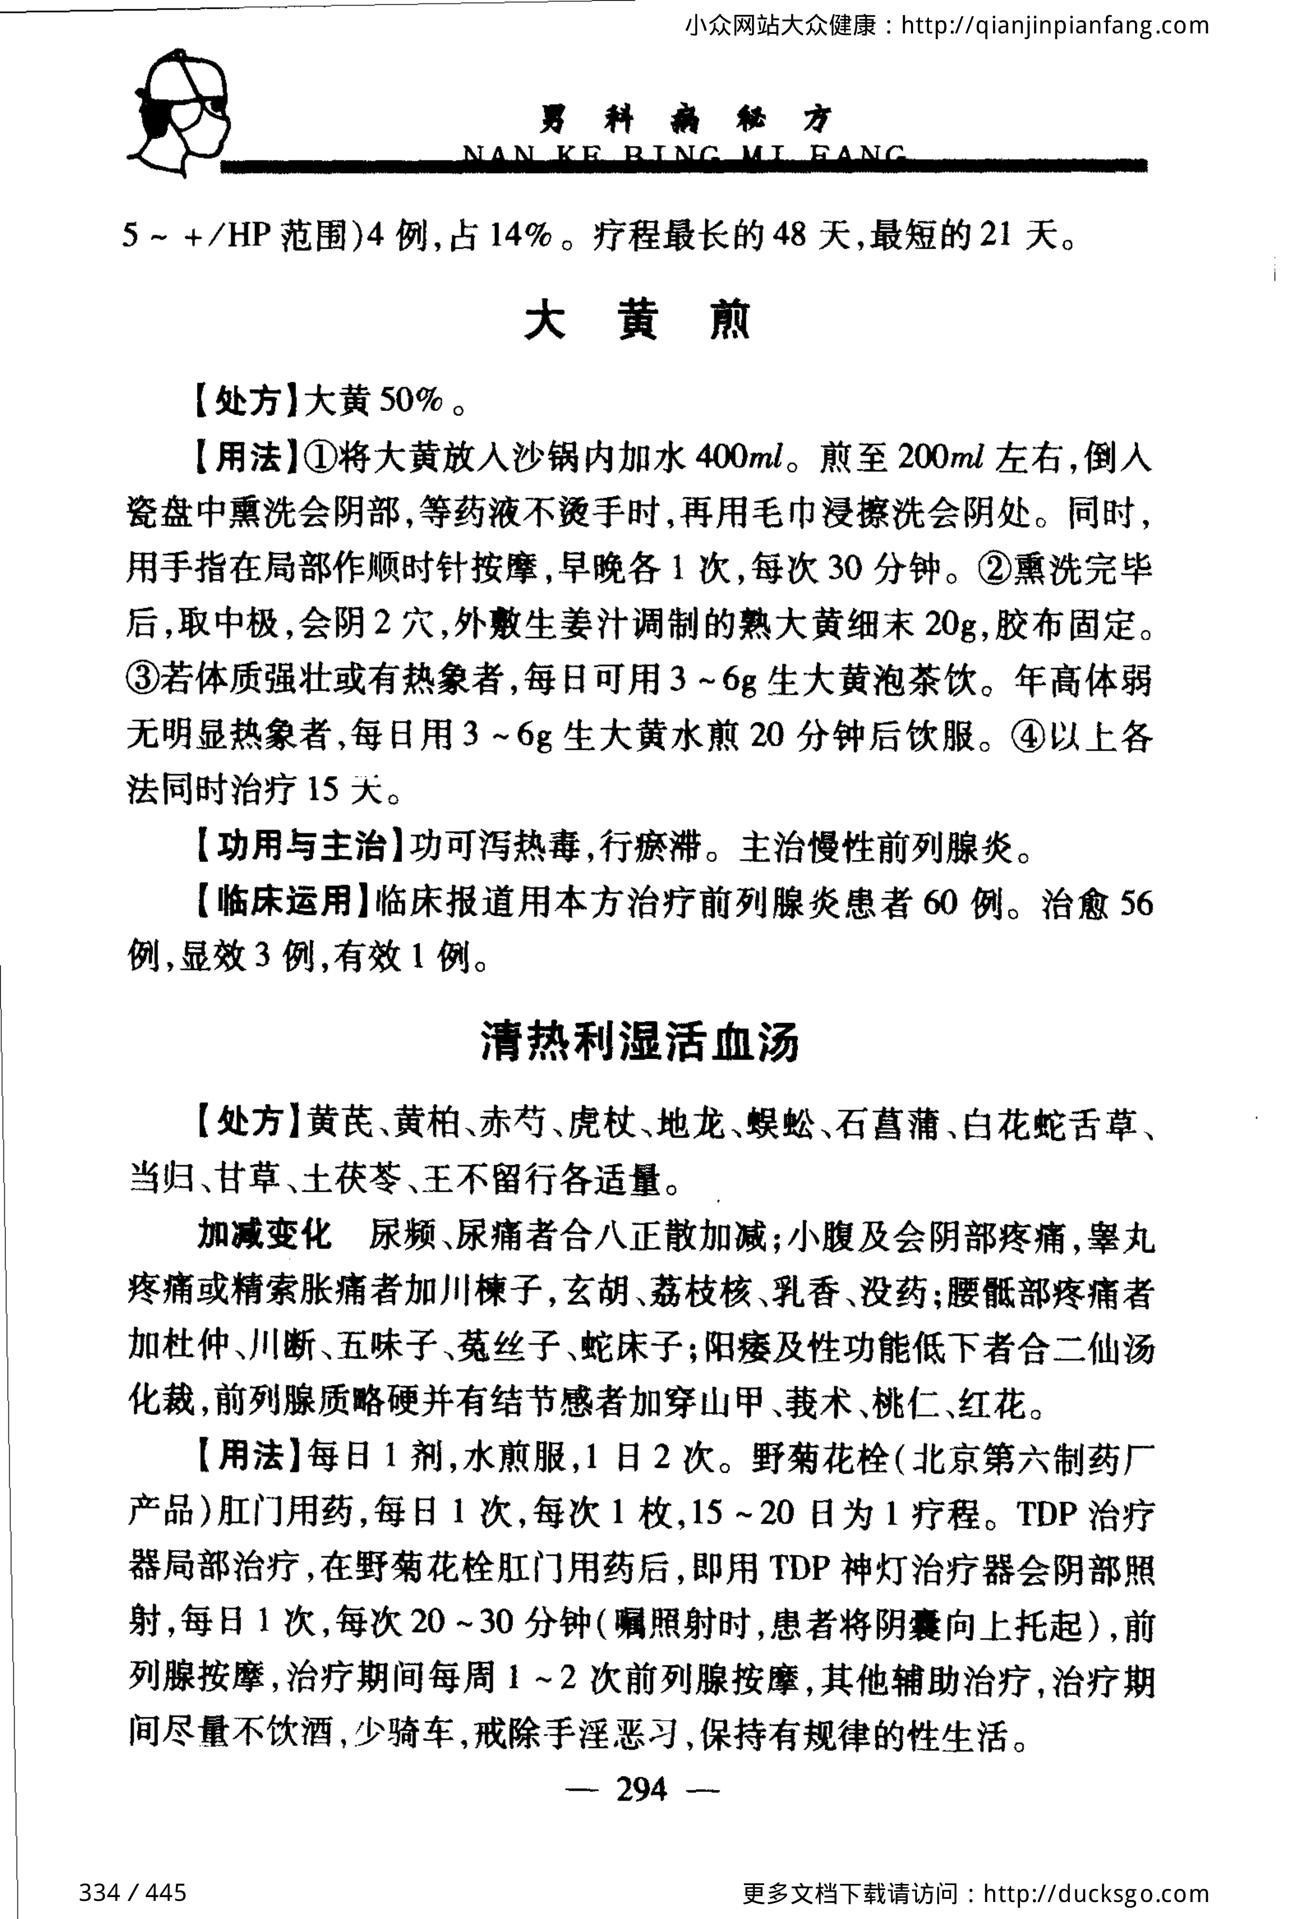 小众网站大众健康：http://qianjinpianfang.com
男科病秘方
NAN KE BING MI FANG
5～+/HP 范围)4 例,占 14%。疗程最长的 48 天,最短的 21 天。
大 黄 煎
【处方】大黄 50%。
【用法】①将大黄放入沙锅内加水 400ml。煎至 200ml 左右,倒入
瓷盘中熏洗会阴部,等药液不烫手时,再用毛巾浸擦洗会阴处。同时,
用手指在局部作顺时针按摩,早晚各 1 次,每次 30 分钟。②熏洗完毕
后,取中极,会阴 2 穴,外敷生姜汁调制的熟大黄细末 20g,胶布固定。
③若体质强壮或有热象者,每日可用 3～6g 生大黄泡茶饮。年高体弱
无明显热象者,每日用 3～6g 生大黄水煎 20 分钟后饮服。④以上各
法同时治疗 15 天。
【功用与主治】功可泻热毒,行瘀滞。主治慢性前列腺炎。
【临床运用】临床报道用本方治疗前列腺炎患者 60 例。治愈 56
例,显效 3 例,有效 1 例。
清热利湿活血汤
【处方】黄芪、黄柏、赤芍、虎杖、地龙、蜈蚣、石菖蒲、白花蛇舌草、
当归、甘草、土茯苓、王不留行各适量。
加减变化　尿频、尿痛者合八正散加减;小腹及会阴部疼痛,睾丸
疼痛或精索胀痛者加川楝子,玄胡、荔枝核、乳香、没药;腰骶部疼痛者
加杜仲、川断、五味子、菟丝子、蛇床子;阳痿及性功能低下者合二仙汤
化裁,前列腺质略硬并有结节感者加穿山甲、莪术、桃仁、红花。
【用法】每日 1 剂,水煎服,1 日 2 次。野菊花栓(北京第六制药厂
产品)肛门用药,每日 1 次,每次 1 枚,15～20 日为 1 疗程。TDP 治疗
器局部治疗,在野菊花栓肛门用药后,即用 TDP 神灯治疗器会阴部照
射,每日 1 次,每次 20～30 分钟(嘱照射时,患者将阴囊向上托起),前
列腺按摩,治疗期间每周 1～2 次前列腺按摩,其他辅助治疗,治疗期
间尽量不饮酒,少骑车,戒除手淫恶习,保持有规律的性生活。
— 294 —
334 / 445
更多文档下载请访问：http://ducksgo.com